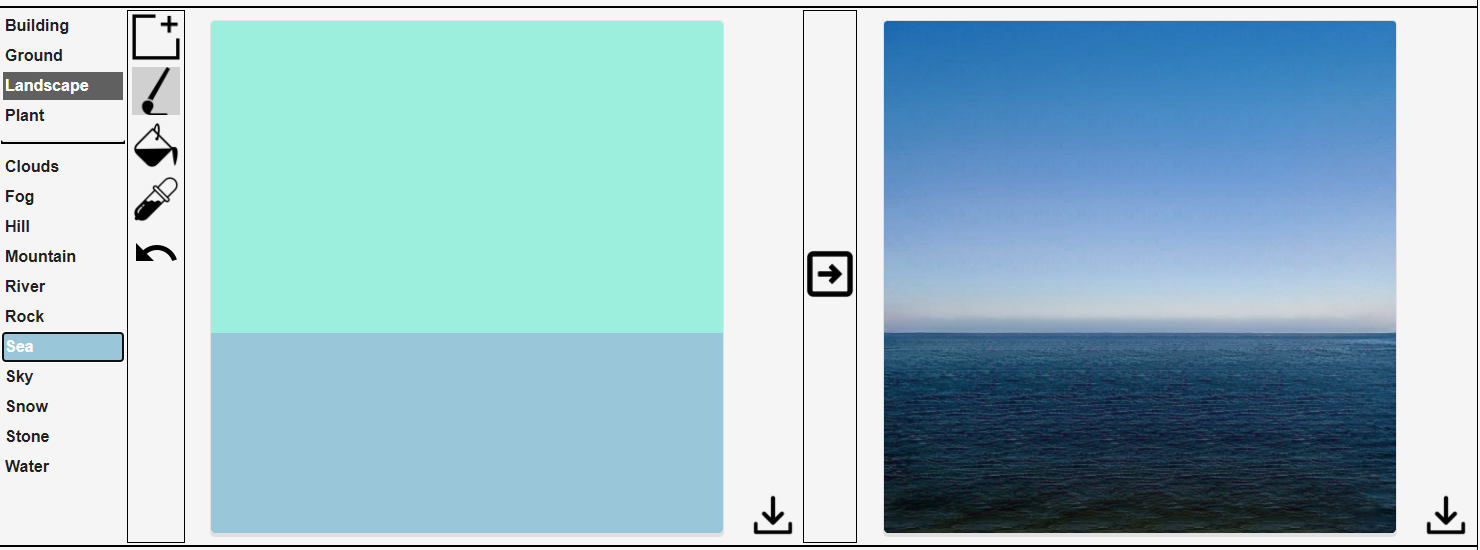 Building
Ground
Landscape
Plant
Clouds
Fog
Hill
Mountain
River
Rock
Sea
Sky
Snow
Stone
Water